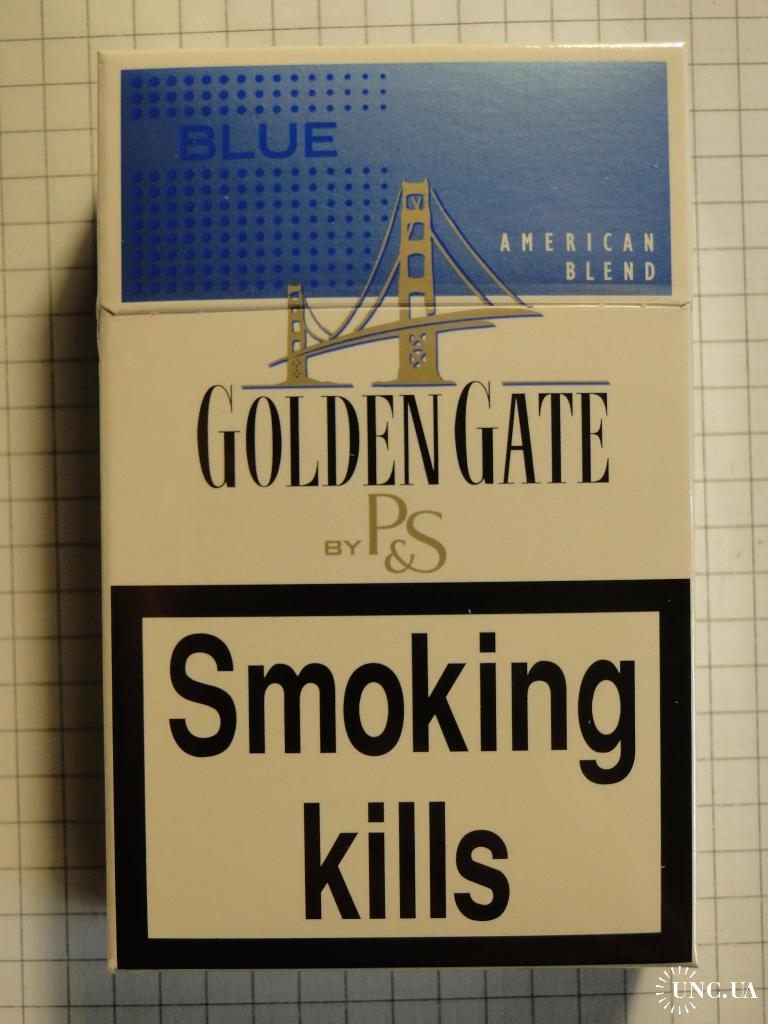 BLUE
AMERICAN
BLEND
GOLDEN GATE
BY P&S
Smoking
kills
UNC.UA